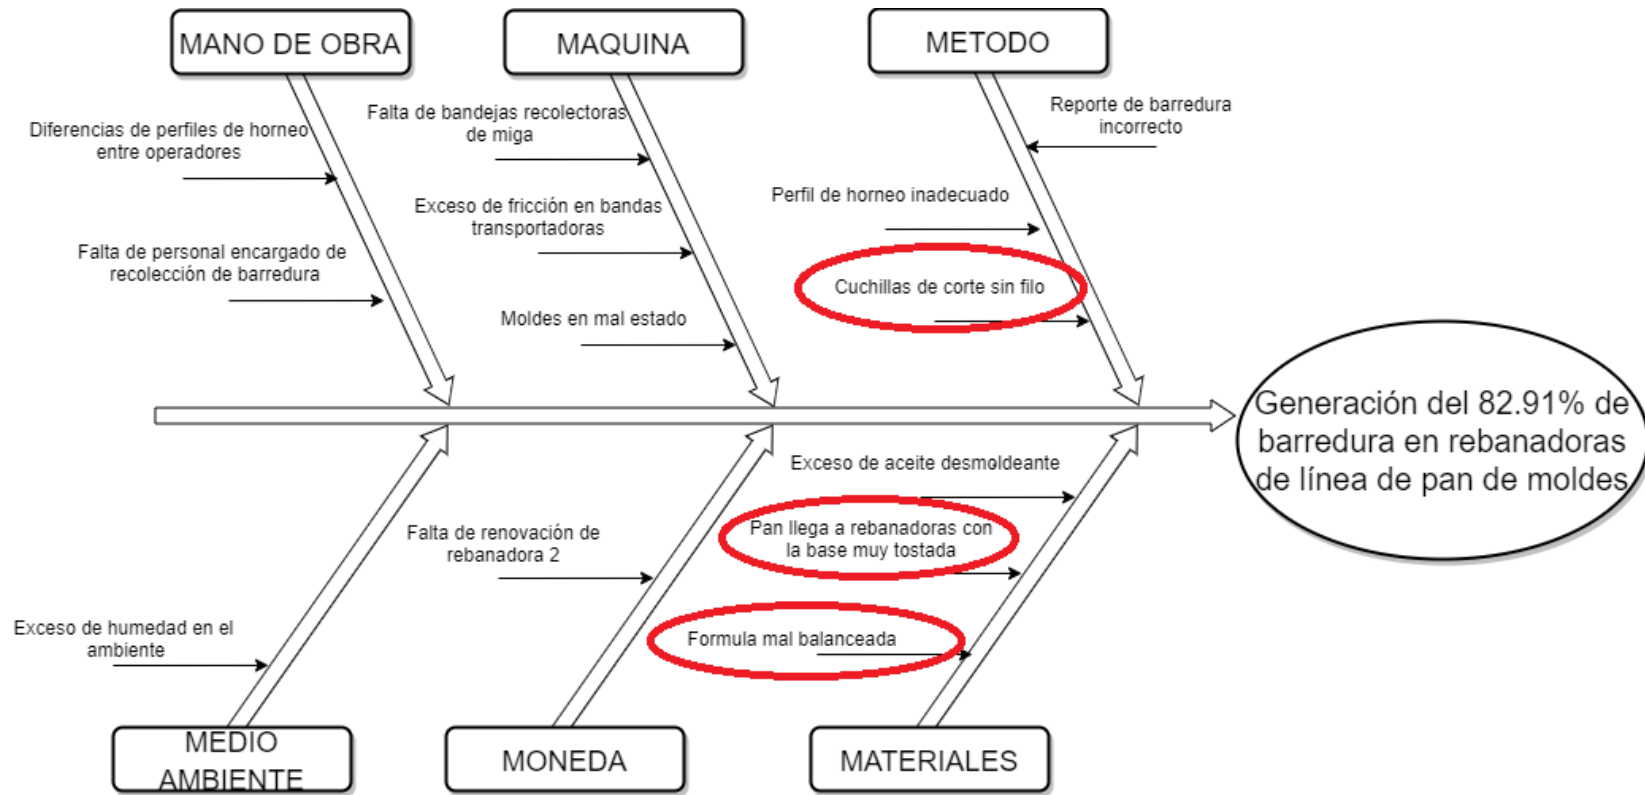 MANO DE OBRA
MAQUINA
METODO
Diferencias de perfiles de horneo
entre operadores
Falta de personal encargado de
recolección de barredura
Falta de bandejas recolectoras
de miga
Exceso de fricción en bandas
transportadoras
Moldes en mal estado
Reporte de barredura
incorrecto
Perfil de horneo inadecuado
Cuchillas de corte sin filo
Generación del 82.91% de
barredura en rebanadoras
de línea de pan de moldes
Exceso de humedad en el
ambiente
Falta de renovación de
rebanadora 2
Exceso de aceite desmoldeante
Pan llega a rebanadoras con
la base muy tostada
Formula mal balanceada
MEDIO
AMBIENTE
MONEDA
MATERIALES